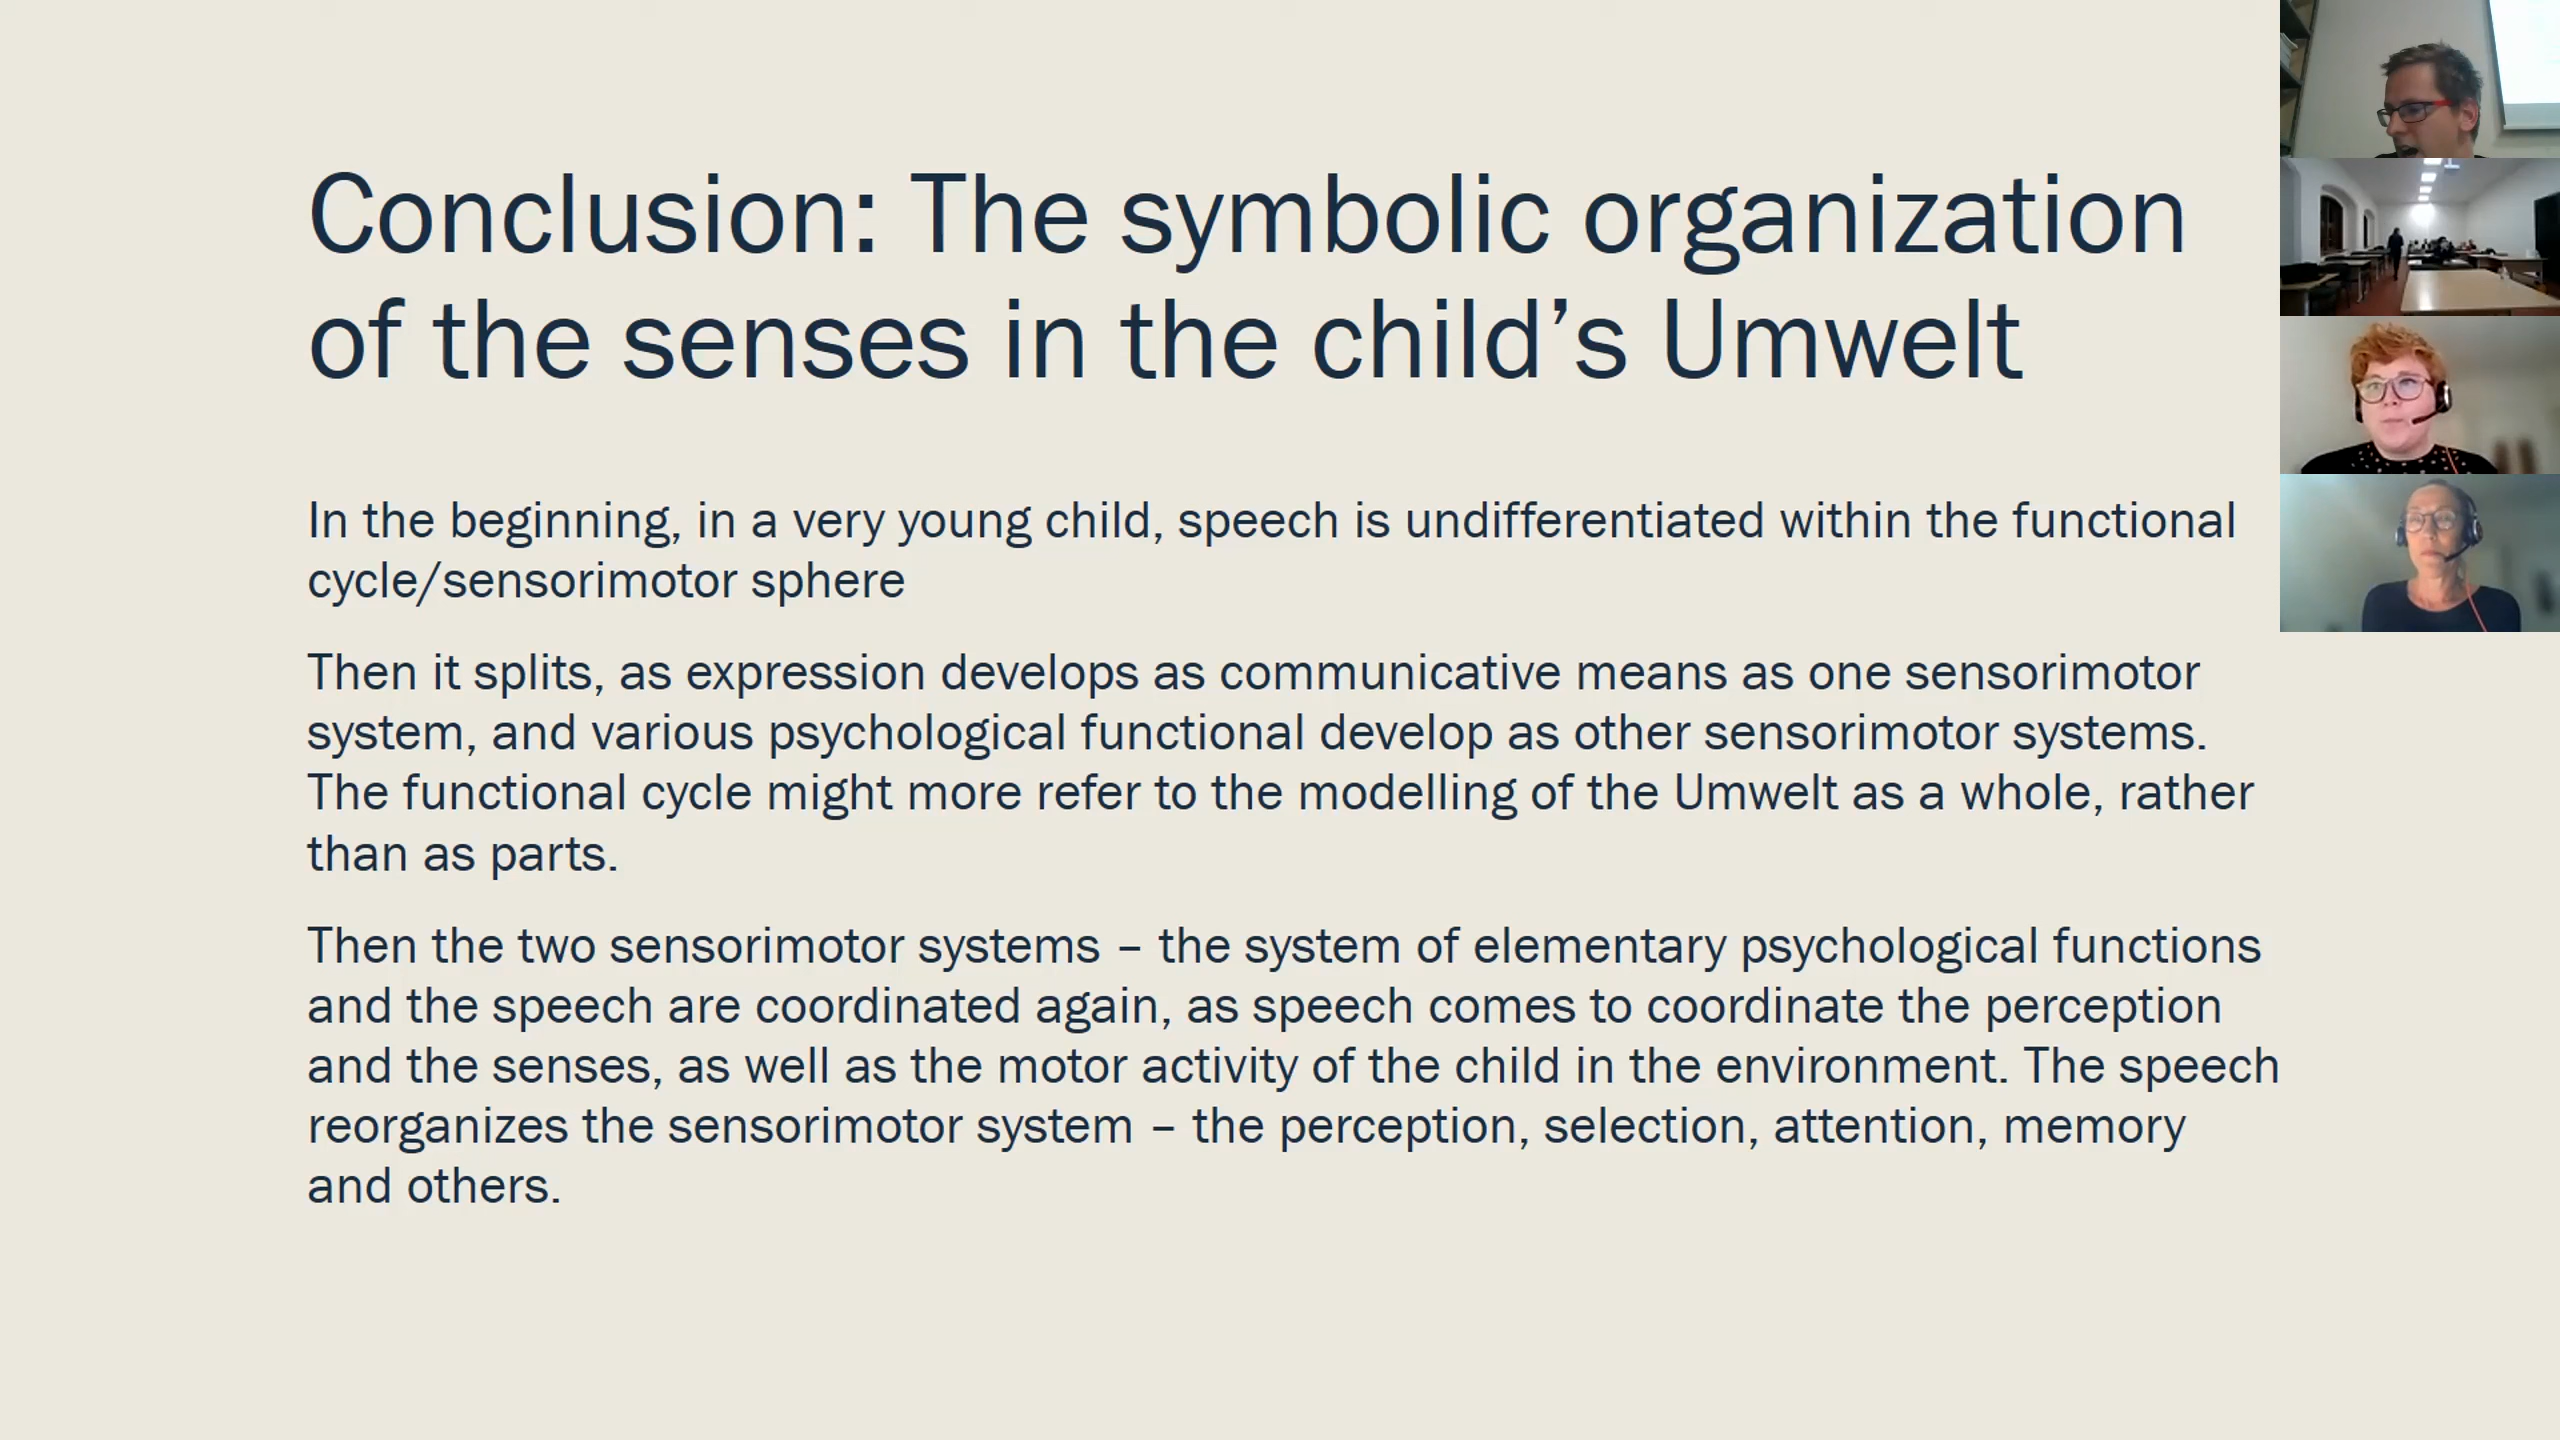 Conclusion: The symbolic organization
of the senses in the child’s Umwelt
In the beginning, in a very young child, speech is undifferentiated within the functional
cycle/sensorimotor sphere
Then it splits, as expression develops as communicative means as one sensorimotor
system, and various psychological functional develop as other sensorimotor systems.
The functional cycle might more refer to the modelling of the Umwelt as a whole, rather
than as parts.
Then the two sensorimotor systems – the system of elementary psychological functions
and the speech are coordinated again, as speech comes to coordinate the perception
and the senses, as well as the motor activity of the child in the environment. The speech
reorganizes the sensorimotor system – the perception, selection, attention, memory
and others.